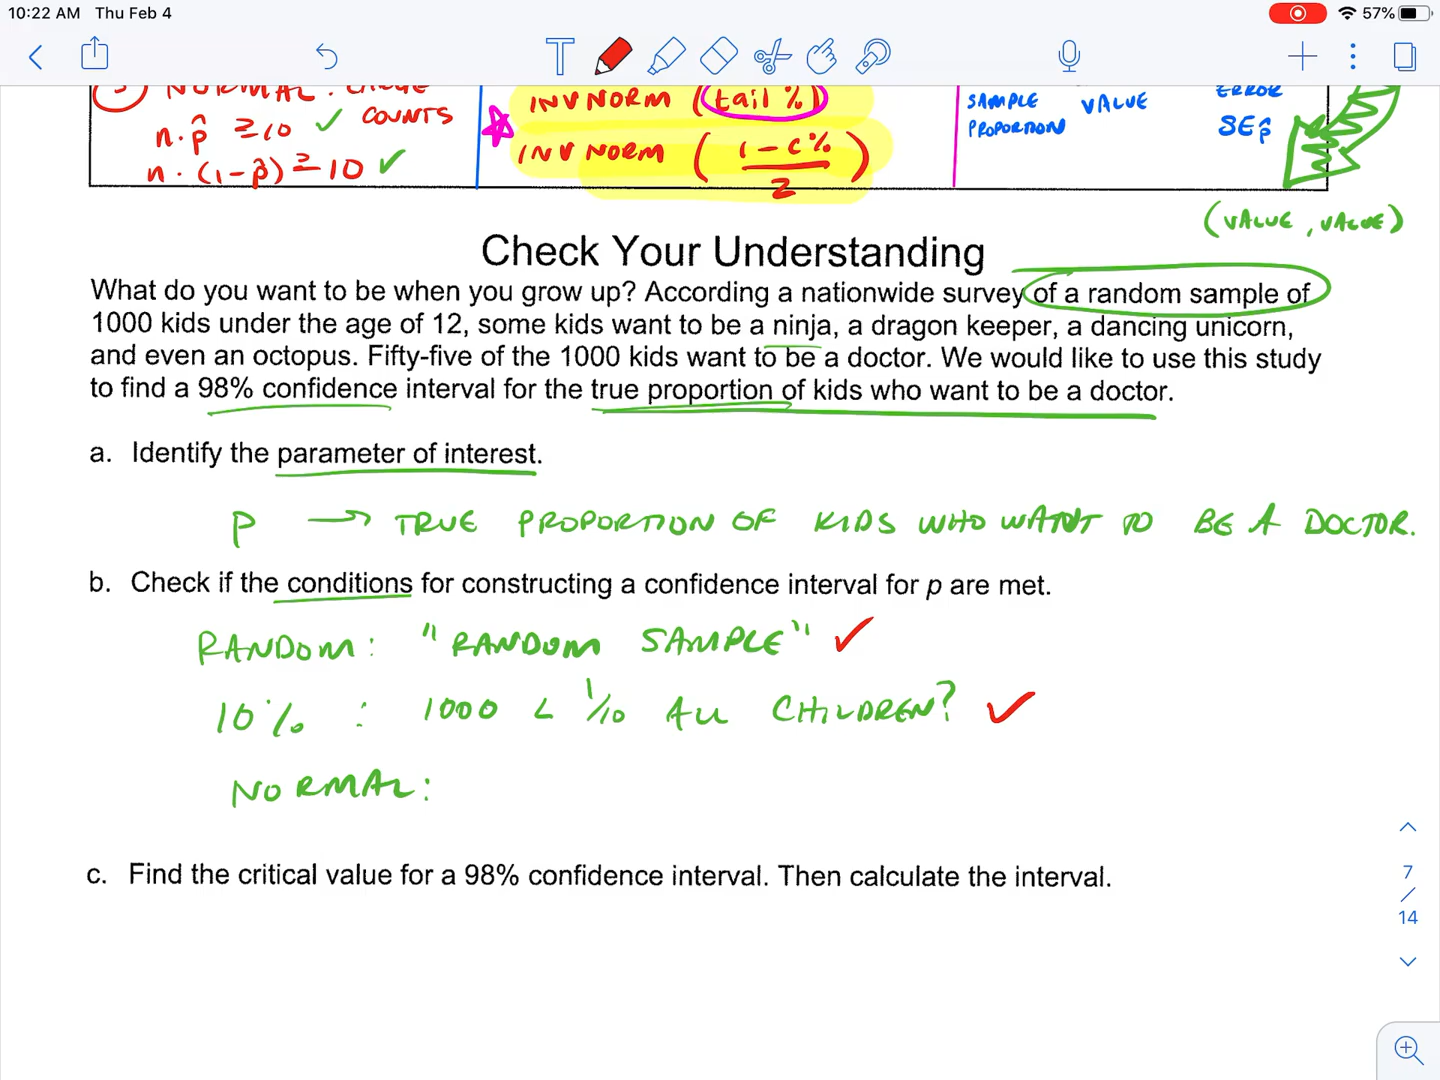 10:22 AM Thu Feb 4
57%
NORMAL:
COUNTS
n · p̂ ≥ 10 ✓
n · (1-p̂) ≥ 10 ✓
INV NORM (tail %)
INV NORM (1 - C% / 2)
SAMPLE PROPORTION
VALUE
ERROR
SEp̂
(VALUE, VALUE)
Check Your Understanding
What do you want to be when you grow up? According a nationwide survey of a random sample of
1000 kids under the age of 12, some kids want to be a ninja, a dragon keeper, a dancing unicorn,
and even an octopus. Fifty-five of the 1000 kids want to be a doctor. We would like to use this study
to find a 98% confidence interval for the true proportion of kids who want to be a doctor.
a. Identify the parameter of interest.
p → TRUE PROPORTION OF KIDS WHO WANT TO BE A DOCTOR.
b. Check if the conditions for constructing a confidence interval for p are met.
RANDOM: "RANDOM SAMPLE" ✓
10% : 1000 < 1/10 ALL CHILDREN? ✓
NORMAL:
c. Find the critical value for a 98% confidence interval. Then calculate the interval.
7
/
14